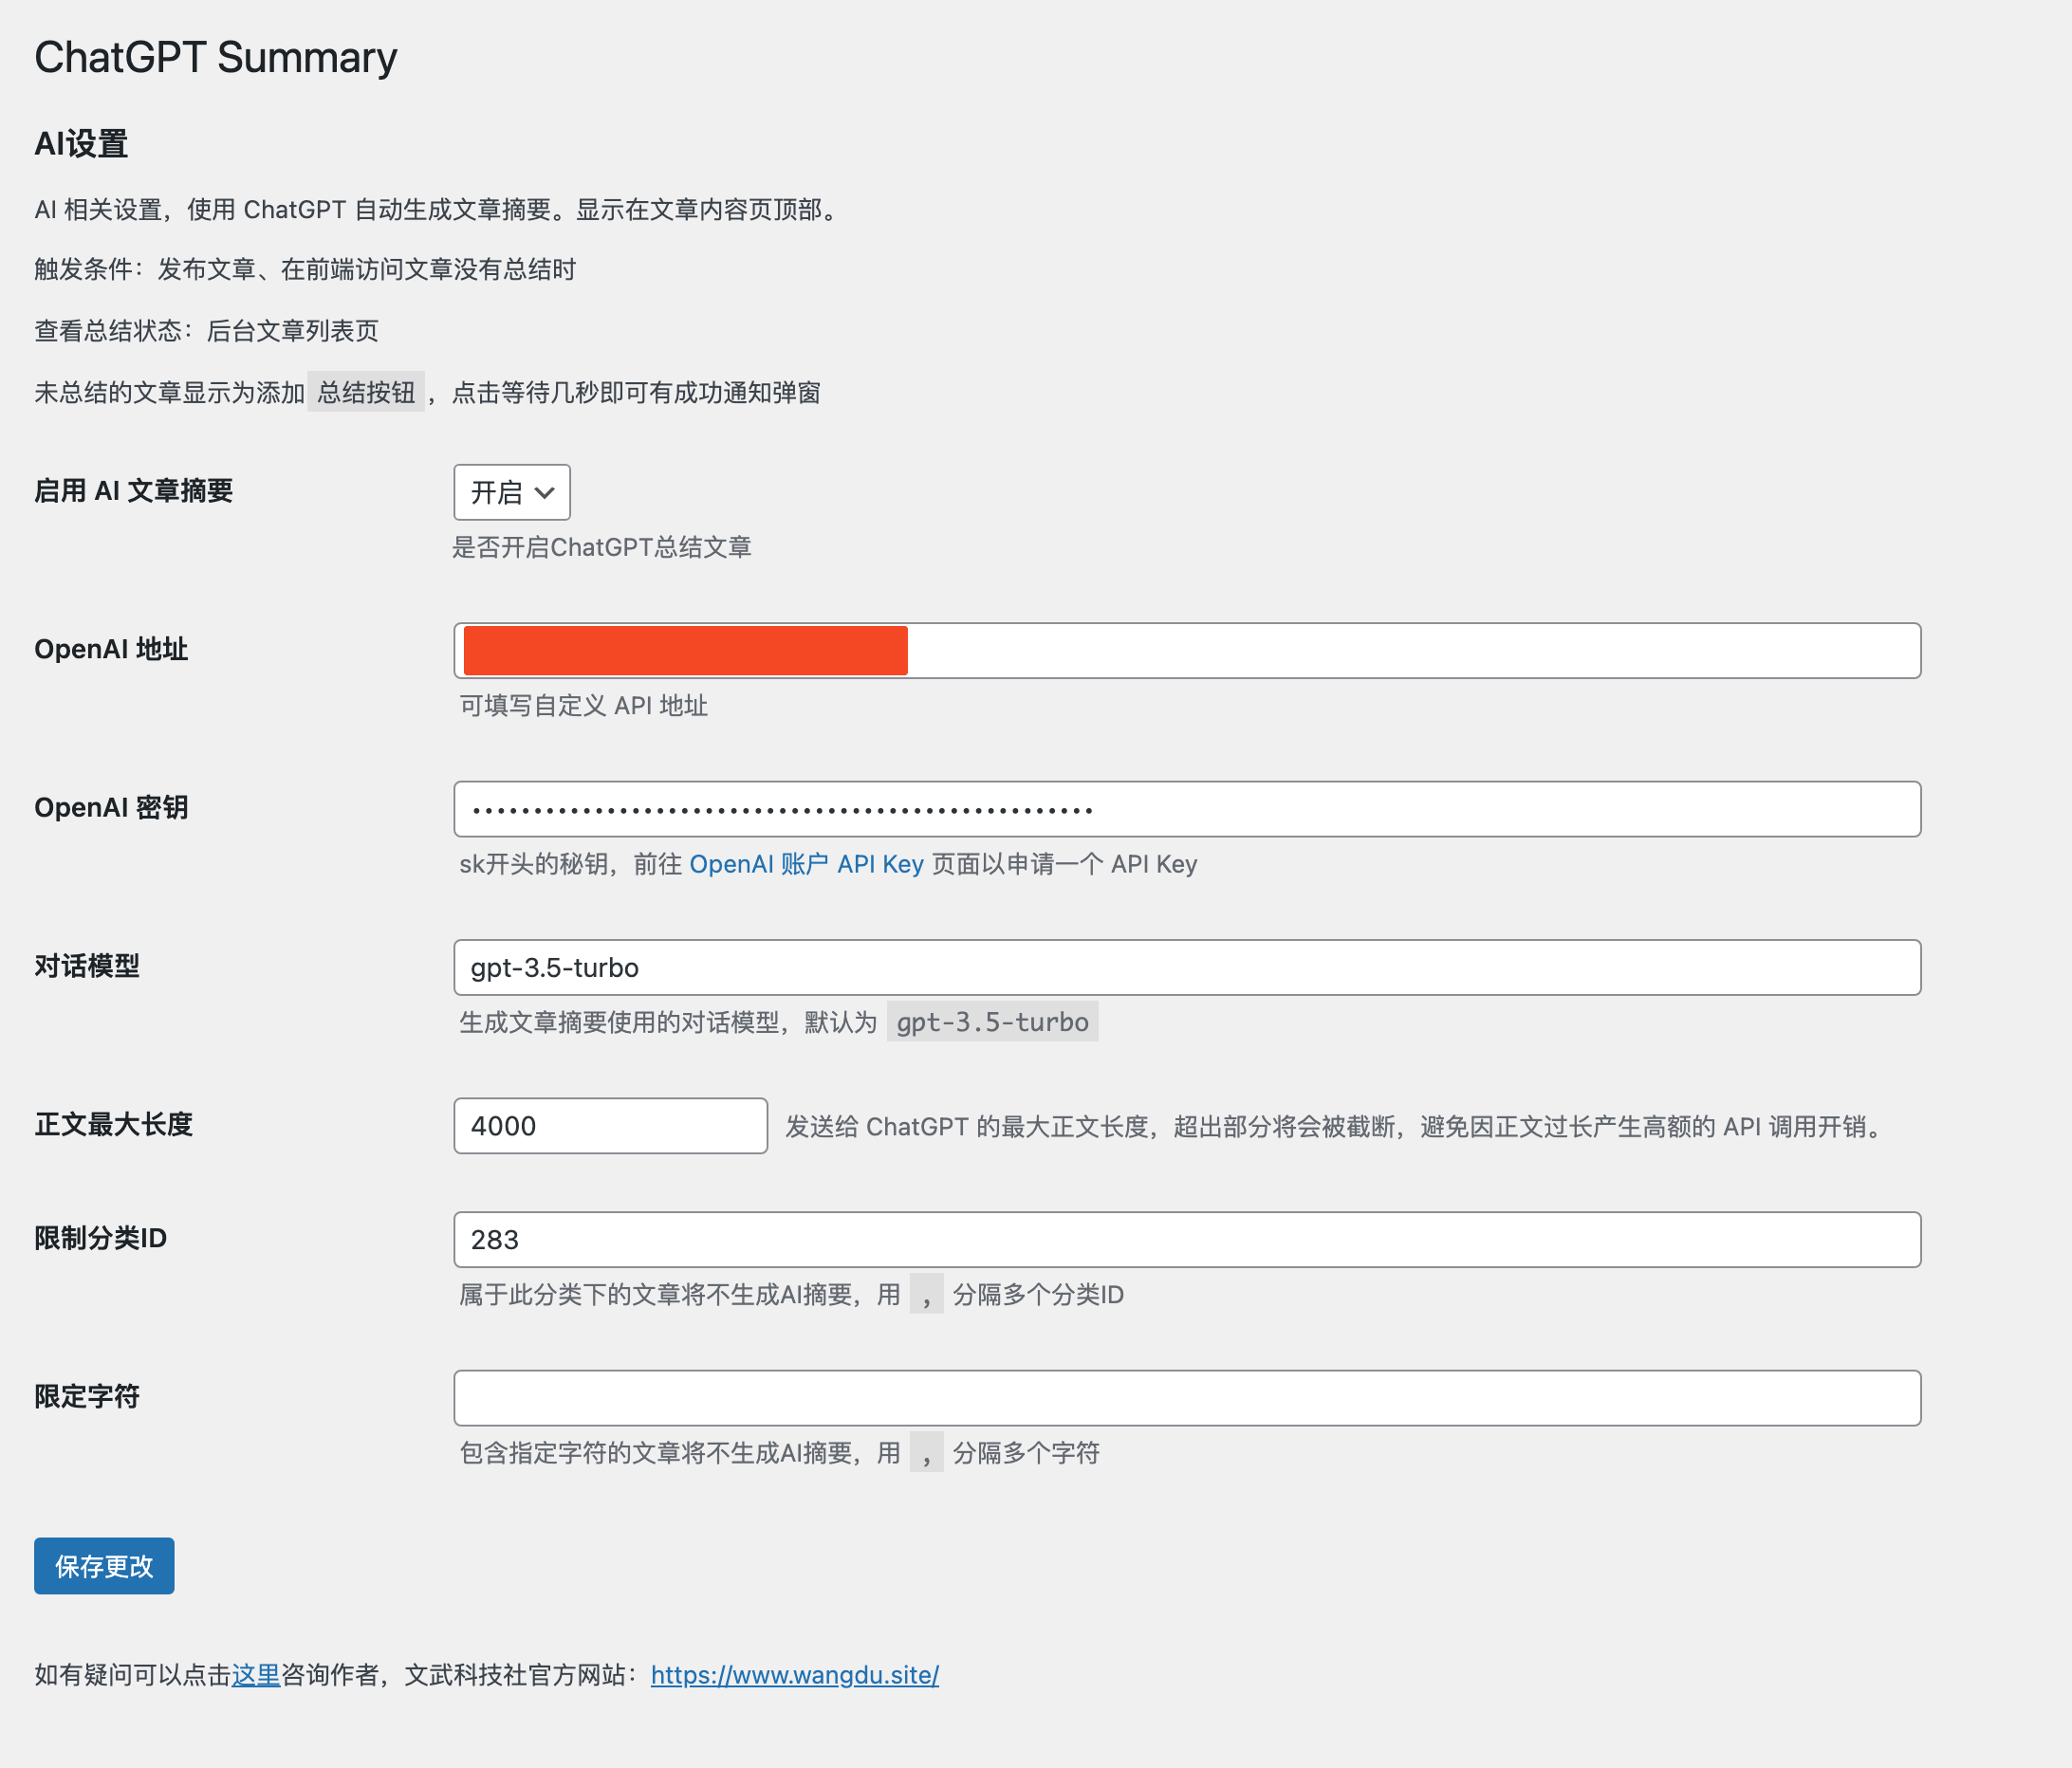 ChatGPT Summary
AI设置
AI 相关设置，使用 ChatGPT 自动生成文章摘要。显示在文章内容页顶部。
触发条件：发布文章、在前端访问文章没有总结时
查看总结状态：后台文章列表页
未总结的文章显示为添加 总结按钮 ，点击等待几秒即可有成功通知弹窗
启用 AI 文章摘要
开启
是否开启ChatGPT总结文章
OpenAI 地址
可填写自定义 API 地址
OpenAI 密钥
••••••••••••••••••••••••••••••••••••••••••••••••••• 
sk开头的秘钥，前往 OpenAI 账户 API Key 页面以申请一个 API Key
对话模型
gpt-3.5-turbo
生成文章摘要使用的对话模型，默认为 gpt-3.5-turbo
正文最大长度
4000
发送给 ChatGPT 的最大正文长度，超出部分将会被截断，避免因正文过长产生高额的 API 调用开销。
限制分类ID
283
属于此分类下的文章将不生成AI摘要，用 , 分隔多个分类ID
限定字符
包含指定字符的文章将不生成AI摘要，用 , 分隔多个字符
保存更改
如有疑问可以点击这里咨询作者，文武科技社官方网站：https://www.wangdu.site/